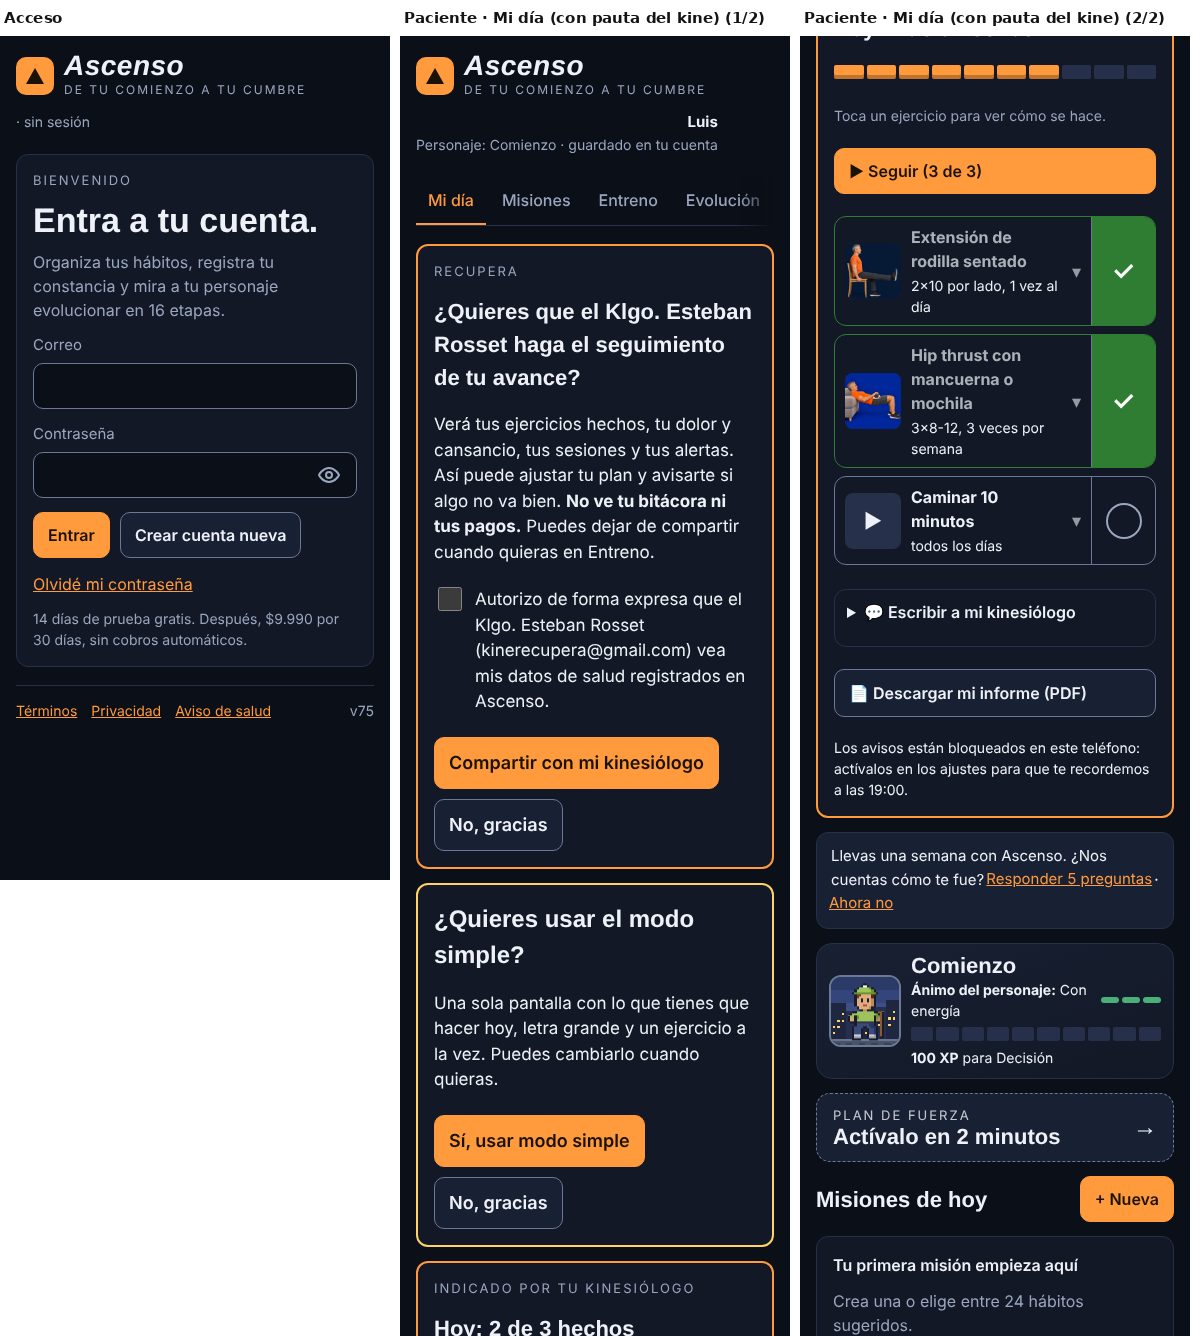 Acceso
Ascenso
DE TU COMIENZO A TU CUMBRE
· sin sesión
BIENVENIDO
Entra a tu cuenta.
Organiza tus hábitos, registra tu
constancia y mira a tu personaje
evolucionar en 16 etapas.
Correo
Contraseña
Entrar
Crear cuenta nueva
Olvidé mi contraseña
14 días de prueba gratis. Después, $9.990 por
30 días, sin cobros automáticos.
Términos
Privacidad
Aviso de salud
v75
Paciente · Mi día (con pauta del kine) (1/2)
Ascenso
DE TU COMIENZO A TU CUMBRE
Luis
Personaje: Comienzo · guardado en tu cuenta
Mi día
Misiones
Entreno
Evolución
RECUPERA
¿Quieres que el Klgo. Esteban
Rosset haga el seguimiento
de tu avance?
Verá tus ejercicios hechos, tu dolor y
cansancio, tus sesiones y tus alertas.
Así puede ajustar tu plan y avisarte si
algo no va bien. No ve tu bitácora ni
tus pagos. Puedes dejar de compartir
cuando quieras en Entreno.
Autorizo de forma expresa que el
Klgo. Esteban Rosset
(kinerecupera@gmail.com) vea
mis datos de salud registrados en
Ascenso.
Compartir con mi kinesiólogo
No, gracias
¿Quieres usar el modo
simple?
Una sola pantalla con lo que tienes que
hacer hoy, letra grande y un ejercicio a
la vez. Puedes cambiarlo cuando
quieras.
Sí, usar modo simple
No, gracias
INDICADO POR TU KINESIÓLOGO
Hoy: 2 de 3 hechos
Paciente · Mi día (con pauta del kine) (2/2)
Toca un ejercicio para ver cómo se hace.
▶ Seguir (3 de 3)
Extensión de
rodilla sentado
2×10 por lado, 1 vez al
día
Hip thrust con
mancuerna o
mochila
3×8-12, 3 veces por
semana
Caminar 10
minutos
todos los días
▶ 💬 Escribir a mi kinesiólogo
📄 Descargar mi informe (PDF)
Los avisos están bloqueados en este teléfono:
actívalos en los ajustes para que te recordemos
a las 19:00.
Llevas una semana con Ascenso. ¿Nos
cuentas cómo te fue? Responder 5 preguntas ·
Ahora no
Comienzo
Ánimo del personaje: Con
energía
100 XP para Decisión
PLAN DE FUERZA
Actívalo en 2 minutos →
Misiones de hoy
+ Nueva
Tu primera misión empieza aquí
Crea una o elige entre 24 hábitos
sugeridos.